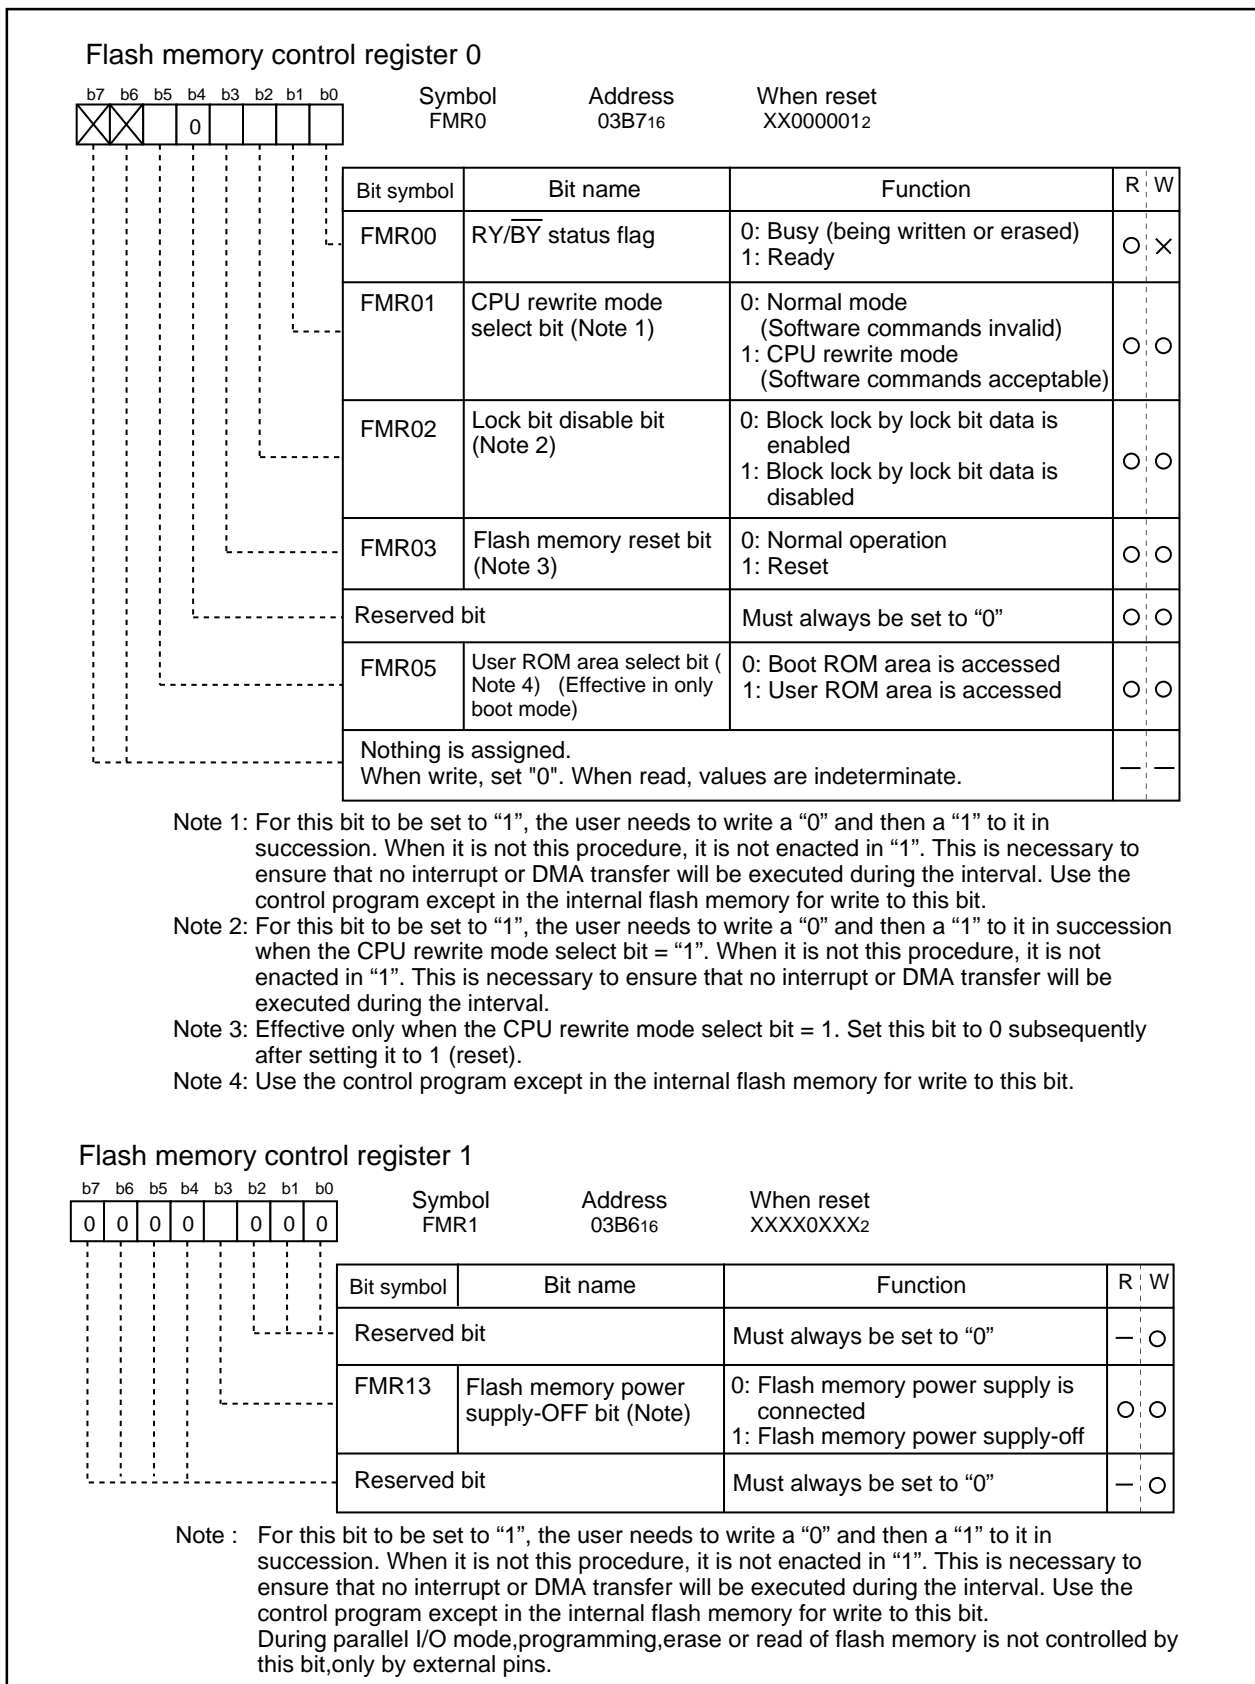 Flash memory control register 0
b7 b6 b5 b4 b3 b2 b1 b0
Symbol Address When reset
0
FMR0 03B716 XX0000012
Bit symbol Bit name Function R W
FMR00 RY/BY status flag 0: Busy (being written or erased)
1: Ready
FMR01 CPU rewrite mode 0: Normal mode
select bit (Note 1) (Software commands invalid)
1: CPU rewrite mode
(Software commands acceptable)
FMR02 Lock bit disable bit 0: Block lock by lock bit data is
(Note 2) enabled
1: Block lock by lock bit data is
disabled
FMR03 Flash memory reset bit 0: Normal operation
(Note 3) 1: Reset
Reserved bit Must always be set to “0”
FMR05 User ROM area select bit ( 0: Boot ROM area is accessed
Note 4) (Effective in only 1: User ROM area is accessed
boot mode)
Nothing is assigned.
When write, set "0". When read, values are indeterminate.
Note 1: For this bit to be set to “1”, the user needs to write a “0” and then a “1” to it in
succession. When it is not this procedure, it is not enacted in “1”. This is necessary to
ensure that no interrupt or DMA transfer will be executed during the interval. Use the
control program except in the internal flash memory for write to this bit.
Note 2: For this bit to be set to “1”, the user needs to write a “0” and then a “1” to it in succession
when the CPU rewrite mode select bit = “1”. When it is not this procedure, it is not
enacted in “1”. This is necessary to ensure that no interrupt or DMA transfer will be
executed during the interval.
Note 3: Effective only when the CPU rewrite mode select bit = 1. Set this bit to 0 subsequently
after setting it to 1 (reset).
Note 4: Use the control program except in the internal flash memory for write to this bit.
Flash memory control register 1
b7 b6 b5 b4 b3 b2 b1 b0
Symbol Address When reset
0 0 0 0 0 0 0
FMR1 03B616 XXXX0XXX2
Bit symbol Bit name Function R W
Reserved bit Must always be set to “0”
FMR13 Flash memory power 0: Flash memory power supply is
supply-OFF bit (Note) connected
1: Flash memory power supply-off
Reserved bit Must always be set to “0”
Note : For this bit to be set to “1”, the user needs to write a “0” and then a “1” to it in
succession. When it is not this procedure, it is not enacted in “1”. This is necessary to
ensure that no interrupt or DMA transfer will be executed during the interval. Use the
control program except in the internal flash memory for write to this bit.
During parallel I/O mode,programming,erase or read of flash memory is not controlled by
this bit,only by external pins.